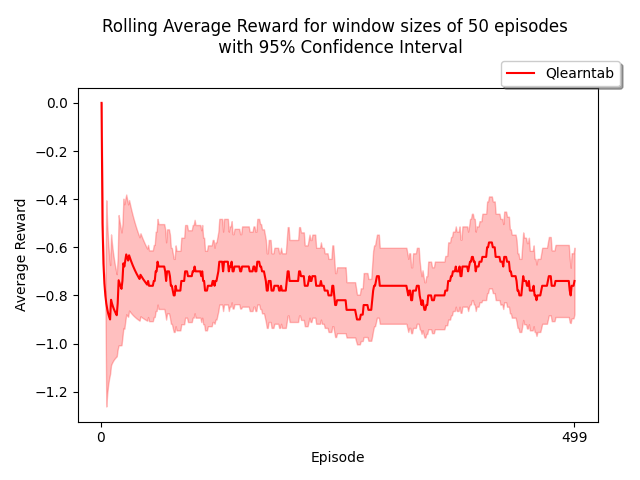 Rolling Average Reward for window sizes of 50 episodes
with 95% Confidence Interval
Qlearntab
0.0
−0.2
−0.4
−0.6
−0.8
−1.0
−1.2
Average Reward
0
499
Episode